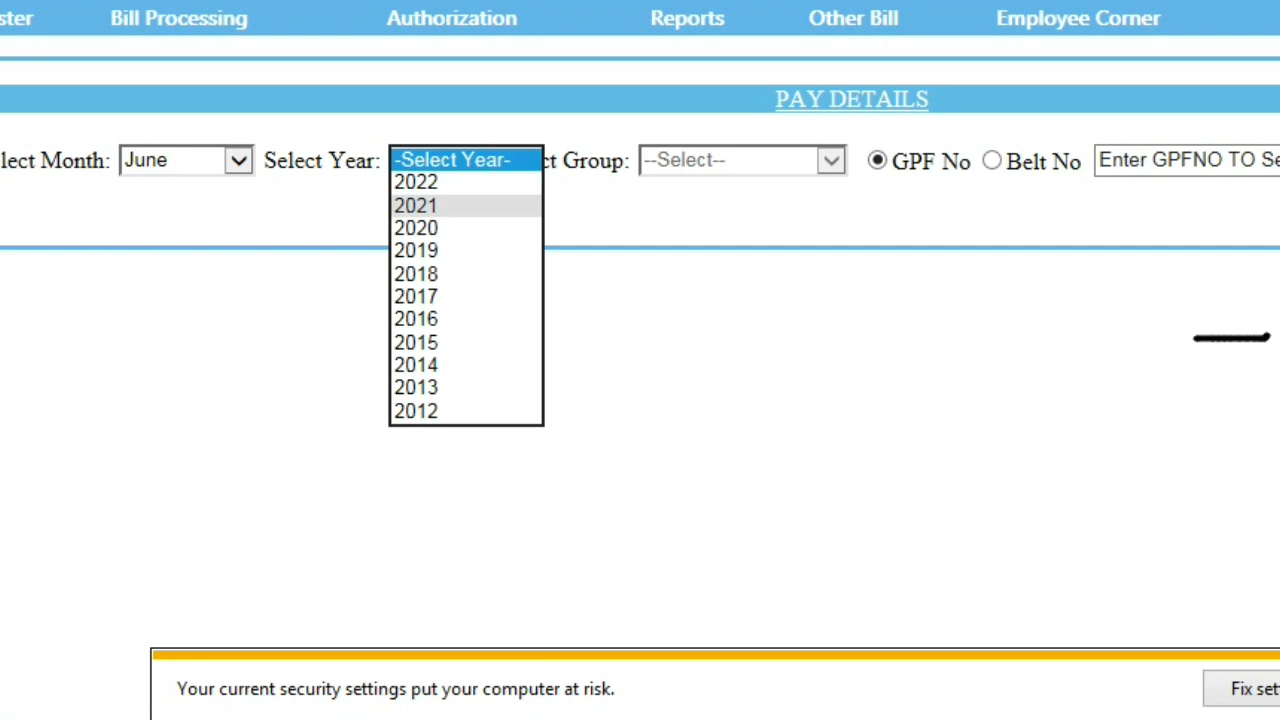 ster Bill Processing Authorization Reports Other Bill Employee Corner
PAY DETAILS
lect Month: June Select Year: -Select Year- ct Group: --Select-- GPF No Belt No Enter GPFNO TO Se
2022
2021
2020
2019
2018
2017
2016
2015
2014
2013
2012
Your current security settings put your computer at risk. Fix set